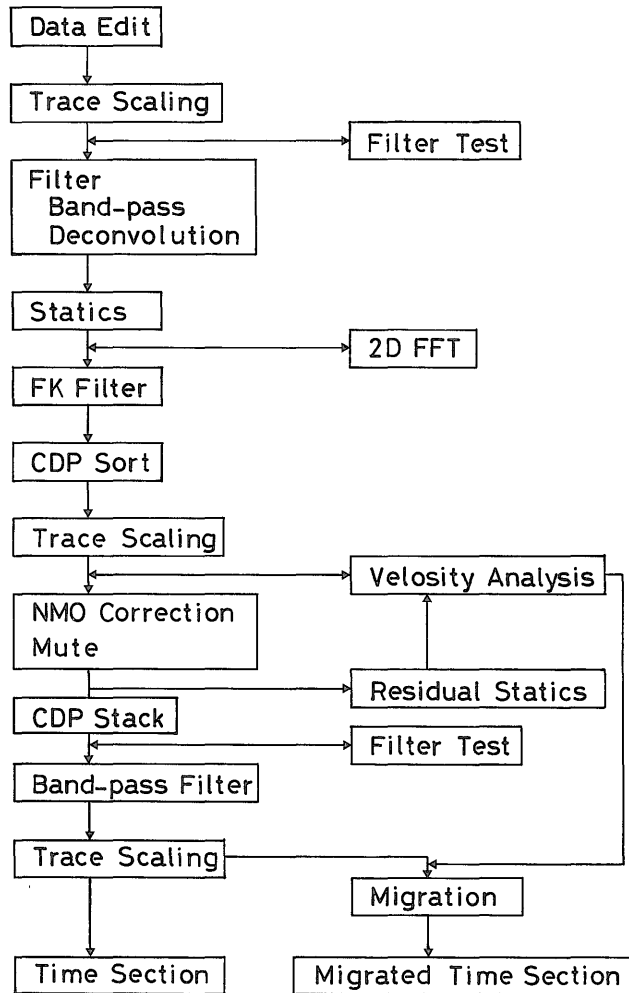 Data Edit
Trace Scaling
Filter Test
Filter
Band-pass
Deconvolution
Statics
2D FFT
FK Filter
CDP Sort
Trace Scaling
Velosity Analysis
NMO Correction
Mute
Residual Statics
CDP Stack
Filter Test
Band-pass Filter
Trace Scaling
Migration
Time Section
Migrated Time Section